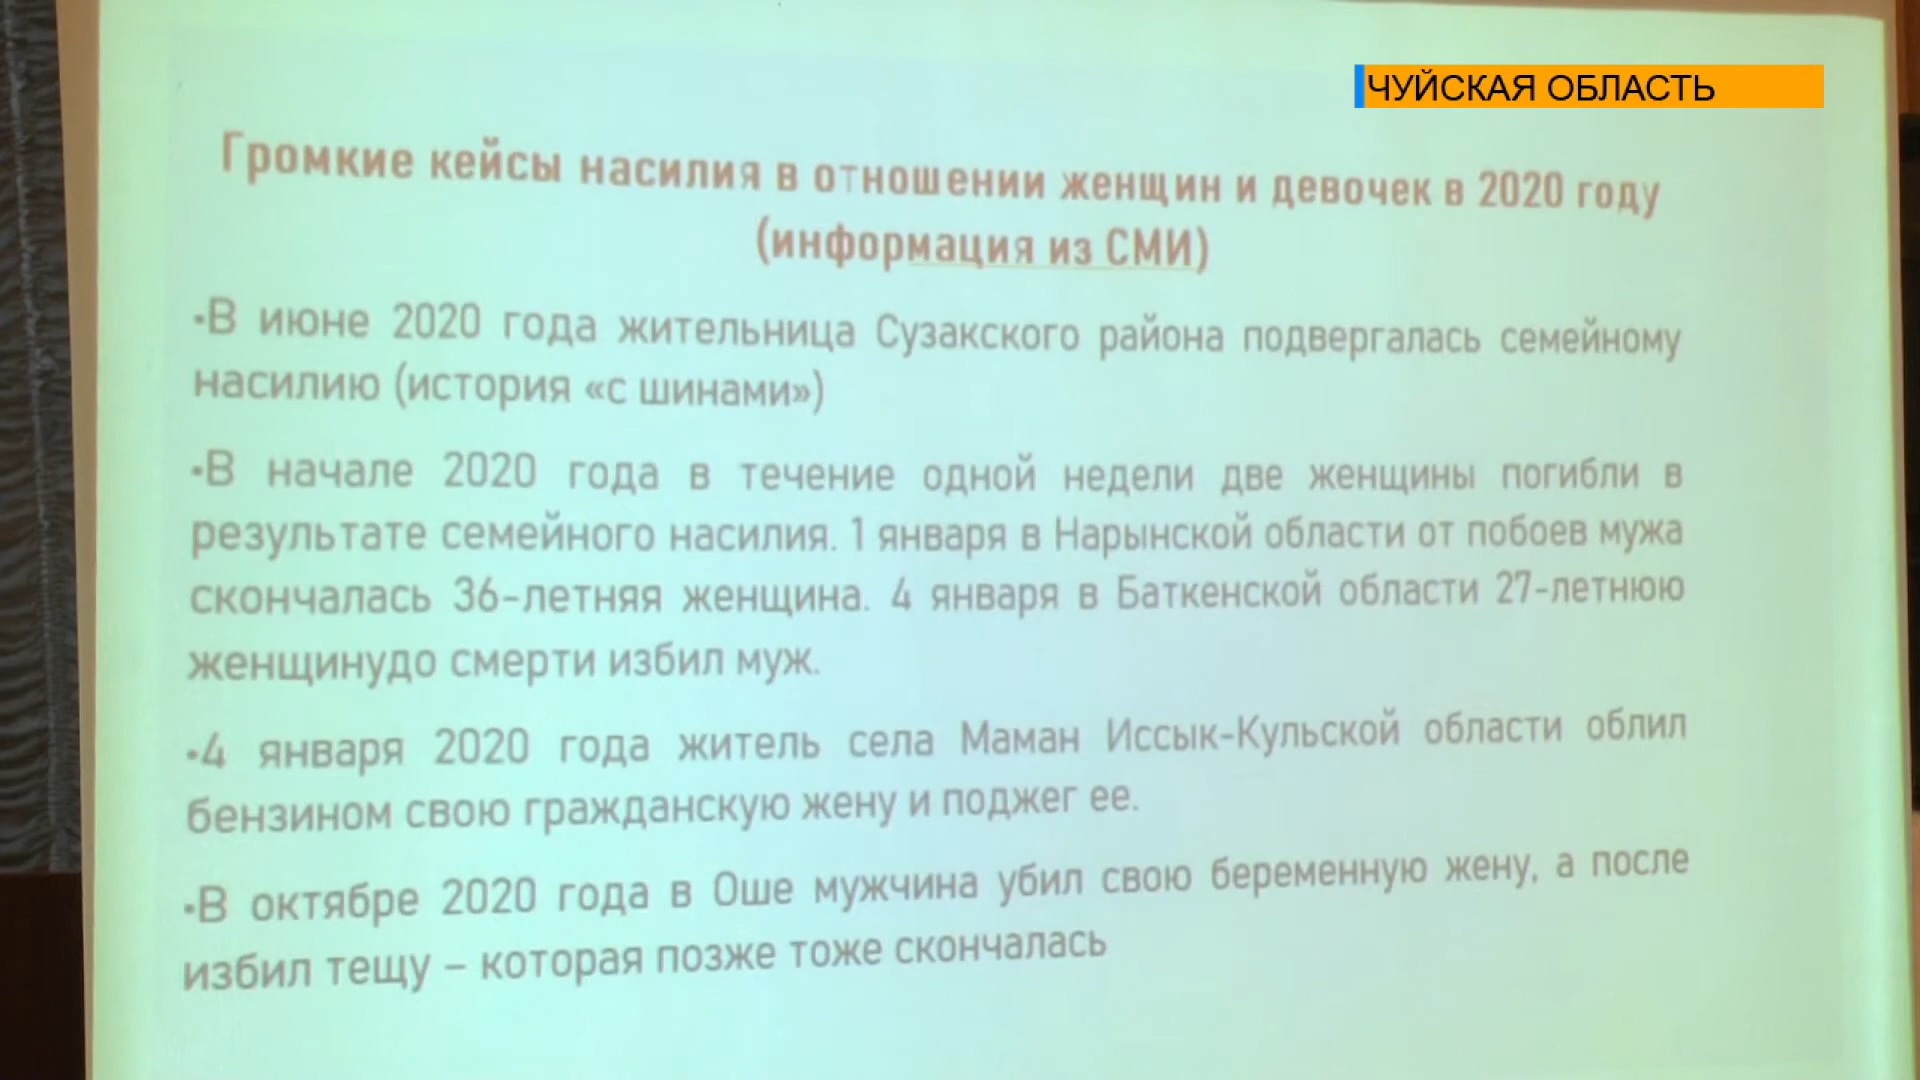 ЧУЙСКАЯ ОБЛАСТЬ
Громкие кейсы насилия в отношении женщин и девочек в 2020 году
(информация из СМИ)
•В июне 2020 года жительница Сузакского района подвергалась семейному
насилию (история «с шинами»)
•В начале 2020 года в течение одной недели две женщины погибли в
результате семейного насилия. 1 января в Нарынской области от побоев мужа
скончалась 36-летняя женщина. 4 января в Баткенской области 27-летнюю
женщинудо смерти избил муж.
•4 января 2020 года житель села Маман Иссык-Кульской области облил
бензином свою гражданскую жену и поджег ее.
•В октябре 2020 года в Оше мужчина убил свою беременную жену, а после
избил тещу – которая позже тоже скончалась